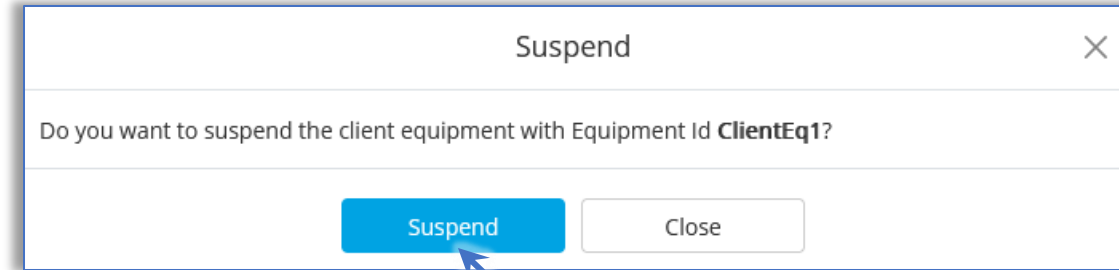 Suspend
Do you want to suspend the client equipment with Equipment Id ClientEq1?
Suspend
Close